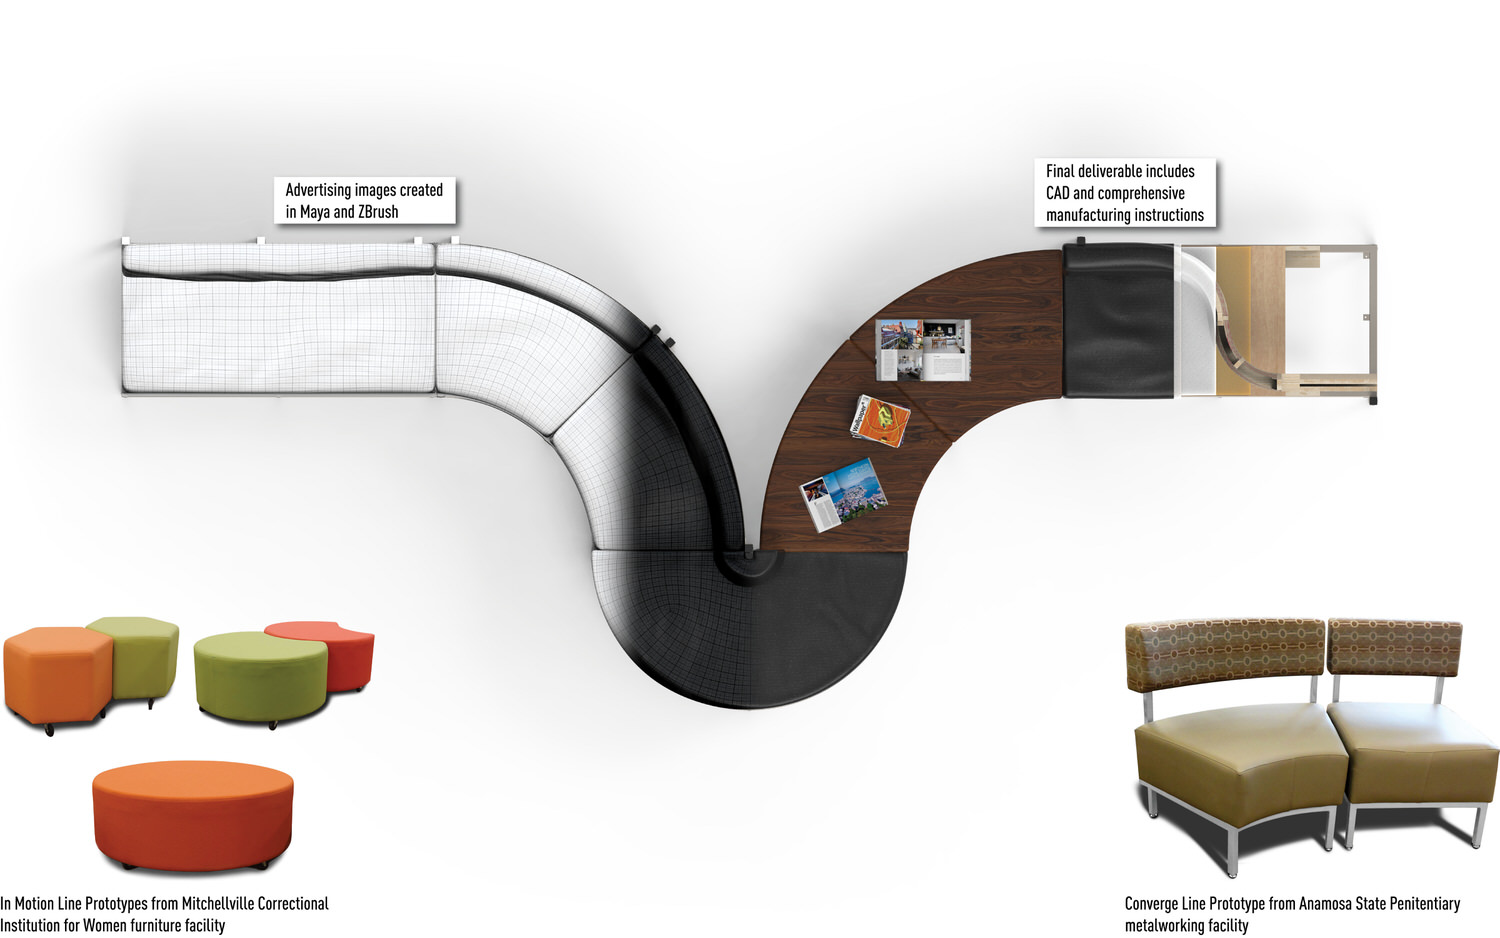 Advertising images created
in Maya and ZBrush
Final deliverable includes
CAD and comprehensive
manufacturing instructions
Wallpaper*
In Motion Line Prototypes from Mitchellville Correctional
Institution for Women furniture facility
Converge Line Prototype from Anamosa State Penitentiary
metalworking facility